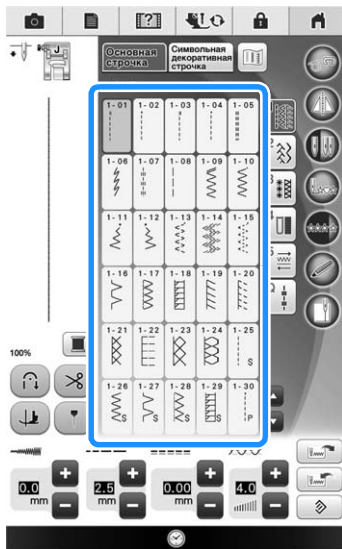 [?]
J
Основная строчка
Символьная декоративная строчка
1-01 1-02 1-03 1-04 1-05
1-06 1-07 1-08 1-09 1-10
2
3
1-11 1-12 1-13 1-14 1-15
4
1-16 1-17 1-18 1-19 1-20
5
1-21 1-22 1-23 1-24 1-25
Q
S
100%
1-26 1-27 1-28 1-29 1-30
S S S S P
0.0 mm
2.5 mm
0.00 mm
4.0